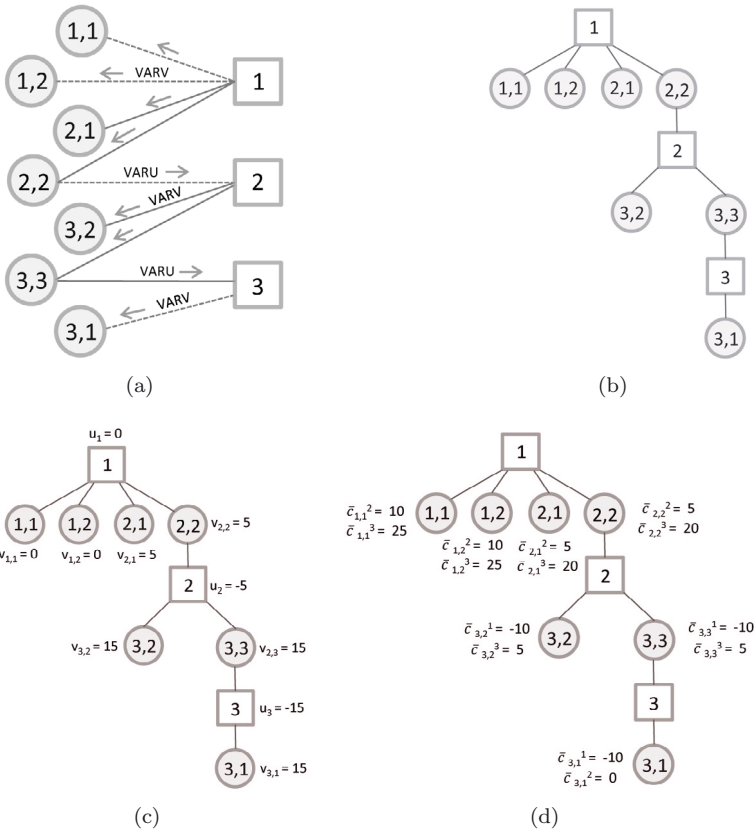 1,1
1,2
VARV
1
2,1
2,2
VARU
2
VARV
3,2
3,3
VARU
3
VARV
3,1
(a)
1
1,1
1,2
2,1
2,2
2
3,2
3,3
3
3,1
(b)
u₁ = 0
1
1,1
1,2
2,1
2,2
v₂,₂ = 5
v₁,₁ = 0
v₁,₂ = 0
v₂,₁ = 5
2
u₂ = -5
v₃,₂ = 15
3,2
3,3
v₂,₃ = 15
3
u₃ = -15
3,1
v₃,₁ = 15
(c)
1
c̄₁,₁² = 10
c̄₁,₁³ = 25
1,1
1,2
2,1
2,2
c̄₂,₂² = 5
c̄₂,₂³ = 20
c̄₁,₂² = 10
c̄₁,₂³ = 25
c̄₂,₁² = 5
c̄₂,₁³ = 20
2
c̄₃,₂¹ = -10
c̄₃,₂³ = 5
3,2
3,3
c̄₃,₃¹ = -10
c̄₃,₃³ = 5
3
c̄₃,₁¹ = -10
c̄₃,₁² = 0
3,1
(d)